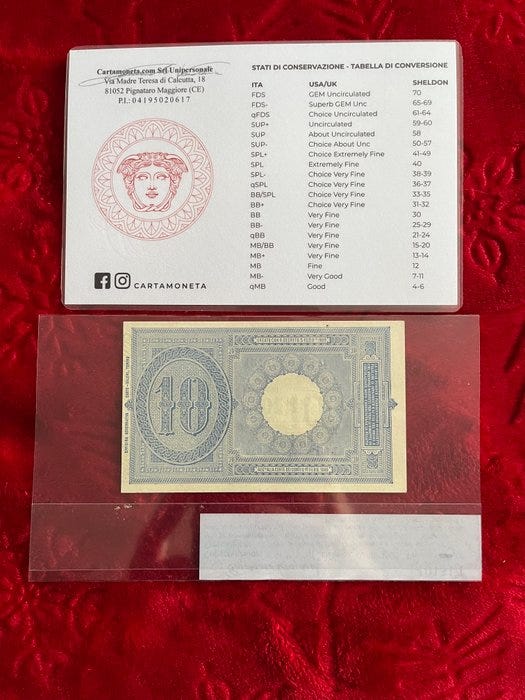 Cartamoneta.com Srl Unipersonale
Via Madre Teresa di Calcutta, 18
81052 Pignataro Maggiore (CE)
P.I.: 04195020617
CARTAMONETA
STATI DI CONSERVAZIONE - TABELLA DI CONVERSIONE
ITA USA/UK SHELDON
FDS GEM Uncirculated 70
FDS- Superb GEM Unc 65-69
qFDS Choice Uncirculated 61-64
SUP+ Uncirculated 59-60
SUP About Uncirculated 58
SUP- Choice About Unc 50-57
SPL+ Choice Extremely Fine 41-49
SPL Extremely Fine 40
SPL- Choice Very Fine 38-39
qSPL Choice Very Fine 36-37
BB/SPL Choice Very Fine 33-35
BB+ Choice Very Fine 31-32
BB Very Fine 30
BB- Very Fine 25-29
qBB Very Fine 21-24
MB/BB Very Fine 15-20
MB+ Very Fine 13-14
MB Fine 12
MB- Very Good 7-11
qMB Good 4-6
10